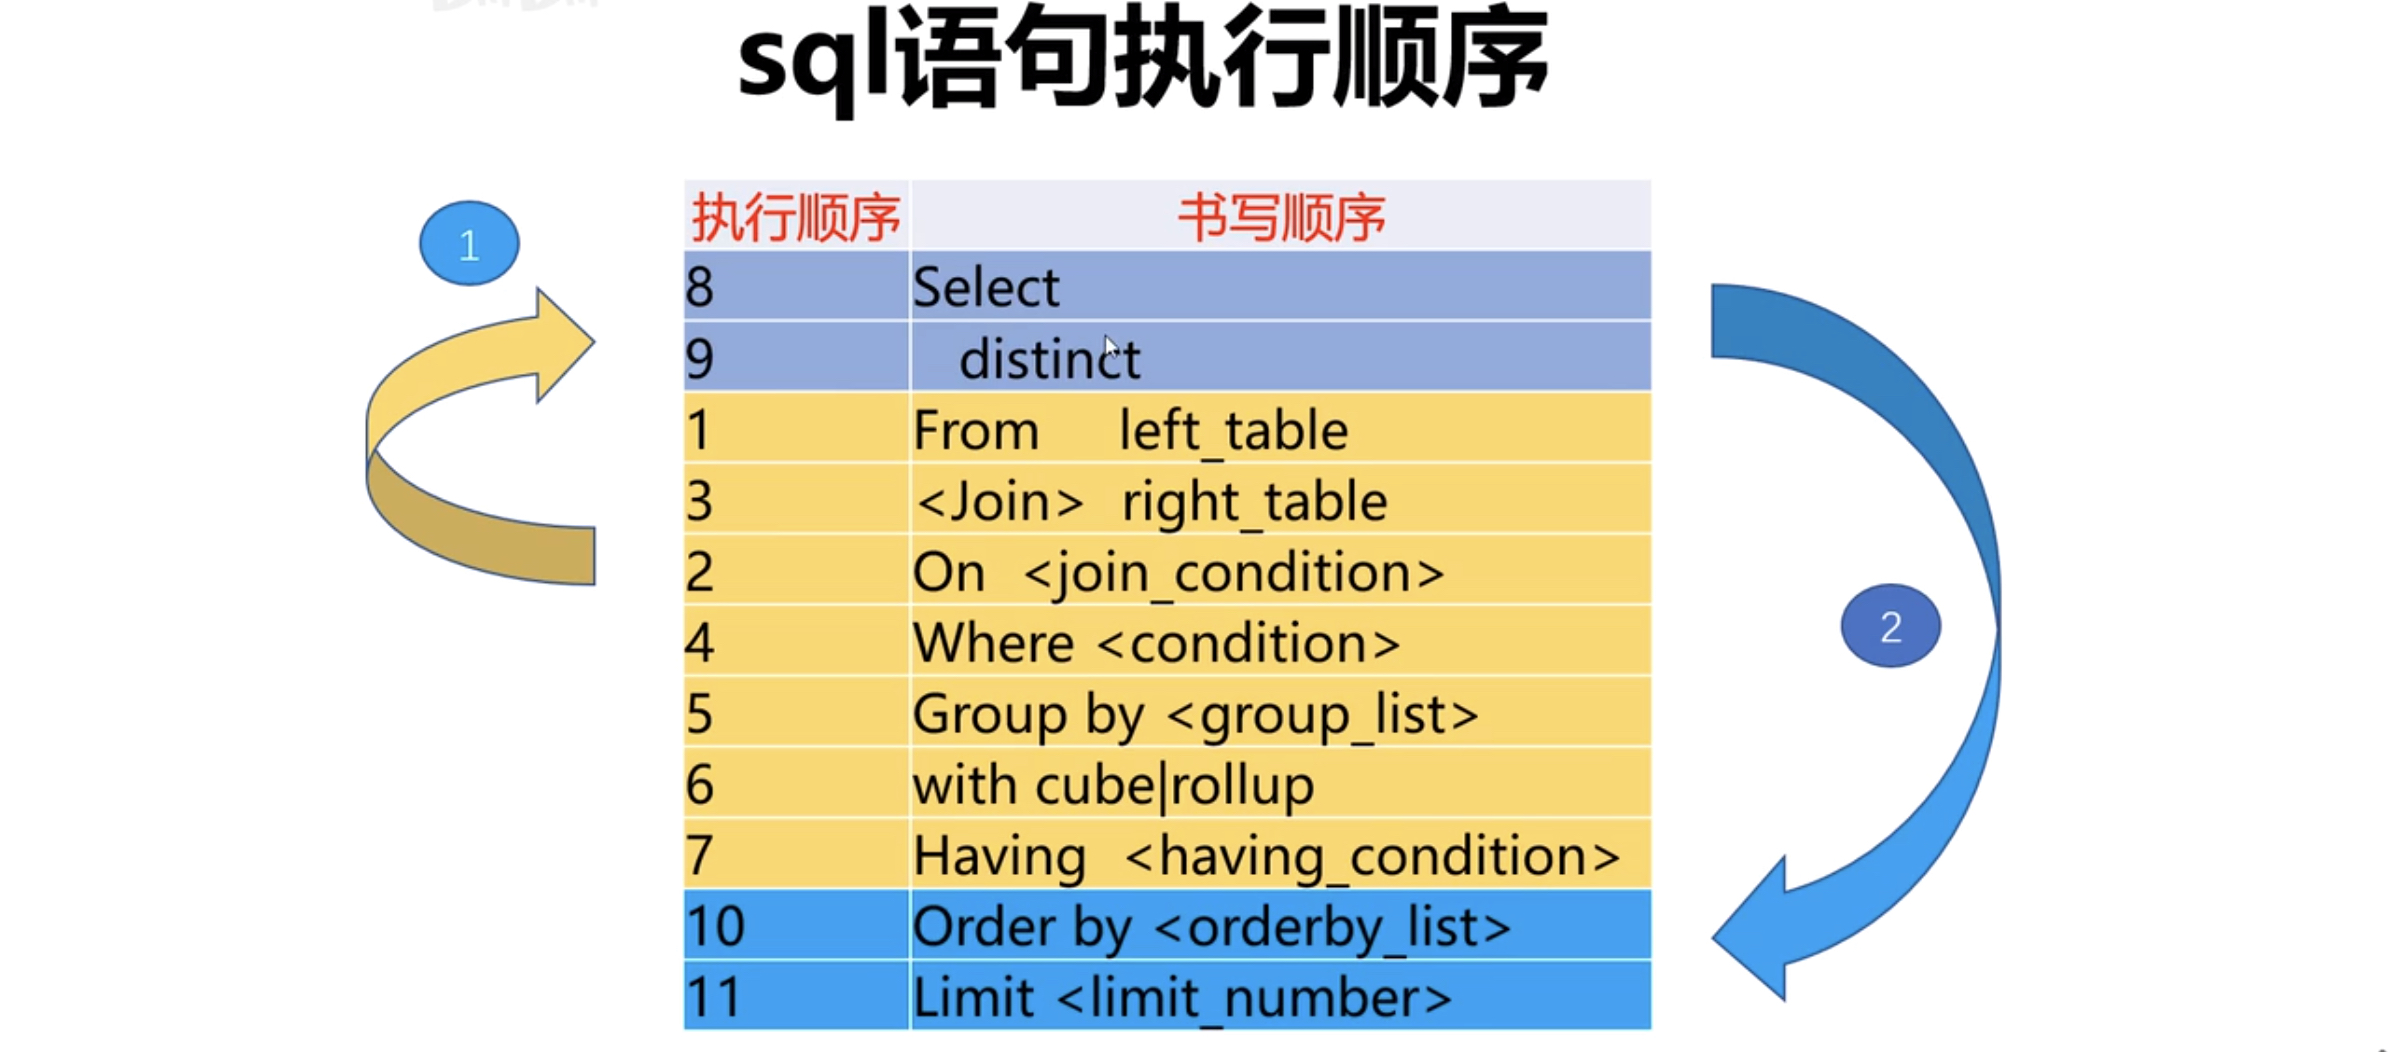 sql语句执行顺序
执行顺序 书写顺序
1
8 Select
9 distinct
1 From left_table
3 <Join> right_table
2 On <join_condition>
4 Where <condition>
2
5 Group by <group_list>
6 with cube|rollup
7 Having <having_condition>
10 Order by <orderby_list>
11 Limit <limit_number>